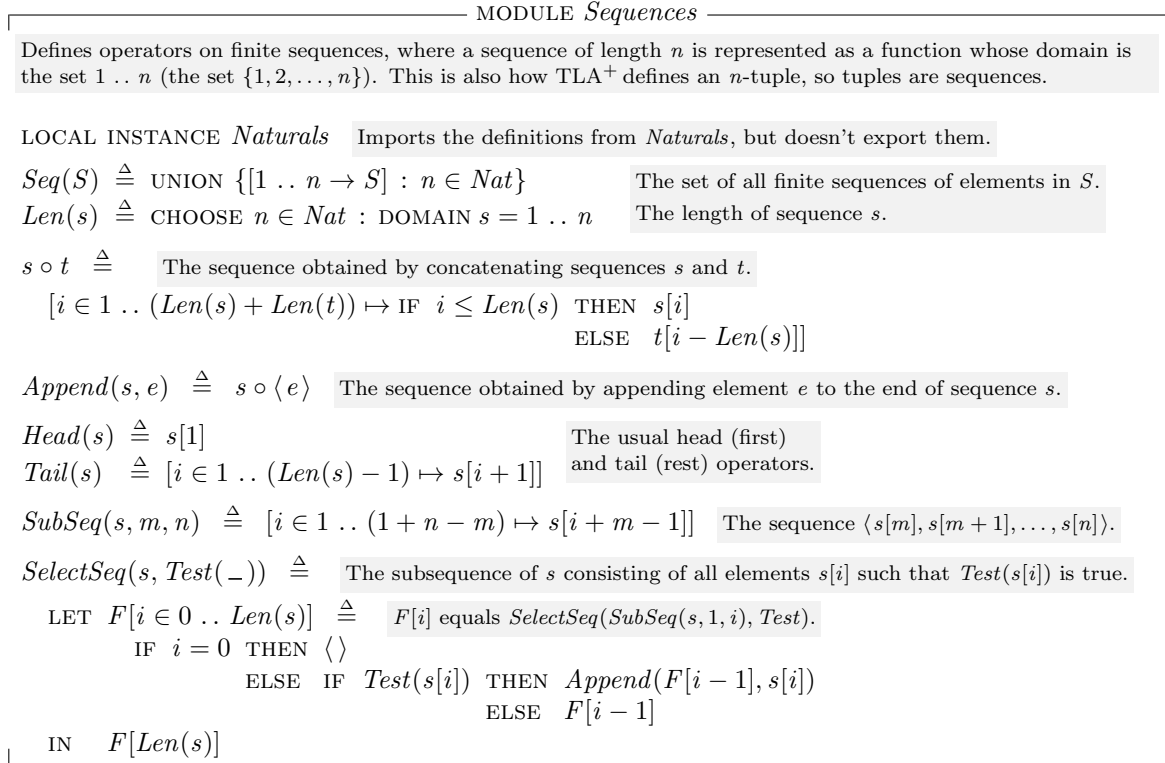 MODULE Sequences
Defines operators on finite sequences, where a sequence of length n is represented as a function whose domain is
the set 1 .. n (the set {1, 2, . . . , n}). This is also how TLA⁺ defines an n-tuple, so tuples are sequences.
LOCAL INSTANCE Naturals Imports the definitions from Naturals, but doesn't export them.
Seq(S) ≜ UNION {[1 .. n → S] : n ∈ Nat} The set of all finite sequences of elements in S.
Len(s) ≜ CHOOSE n ∈ Nat : DOMAIN s = 1 .. n The length of sequence s.
s ∘ t ≜ The sequence obtained by concatenating sequences s and t.
[i ∈ 1 .. (Len(s) + Len(t)) ↦ IF i ≤ Len(s) THEN s[i]
ELSE t[i − Len(s)]]
Append(s, e) ≜ s ∘ ⟨e⟩ The sequence obtained by appending element e to the end of sequence s.
Head(s) ≜ s[1] The usual head (first)
Tail(s) ≜ [i ∈ 1 .. (Len(s) − 1) ↦ s[i + 1]] and tail (rest) operators.
SubSeq(s, m, n) ≜ [i ∈ 1 .. (1 + n − m) ↦ s[i + m − 1]] The sequence ⟨s[m], s[m + 1], . . . , s[n]⟩.
SelectSeq(s, Test(_)) ≜ The subsequence of s consisting of all elements s[i] such that Test(s[i]) is true.
LET F[i ∈ 0 .. Len(s)] ≜ F[i] equals SelectSeq(SubSeq(s, 1, i), Test).
IF i = 0 THEN ⟨ ⟩
ELSE IF Test(s[i]) THEN Append(F[i − 1], s[i])
ELSE F[i − 1]
IN F[Len(s)]